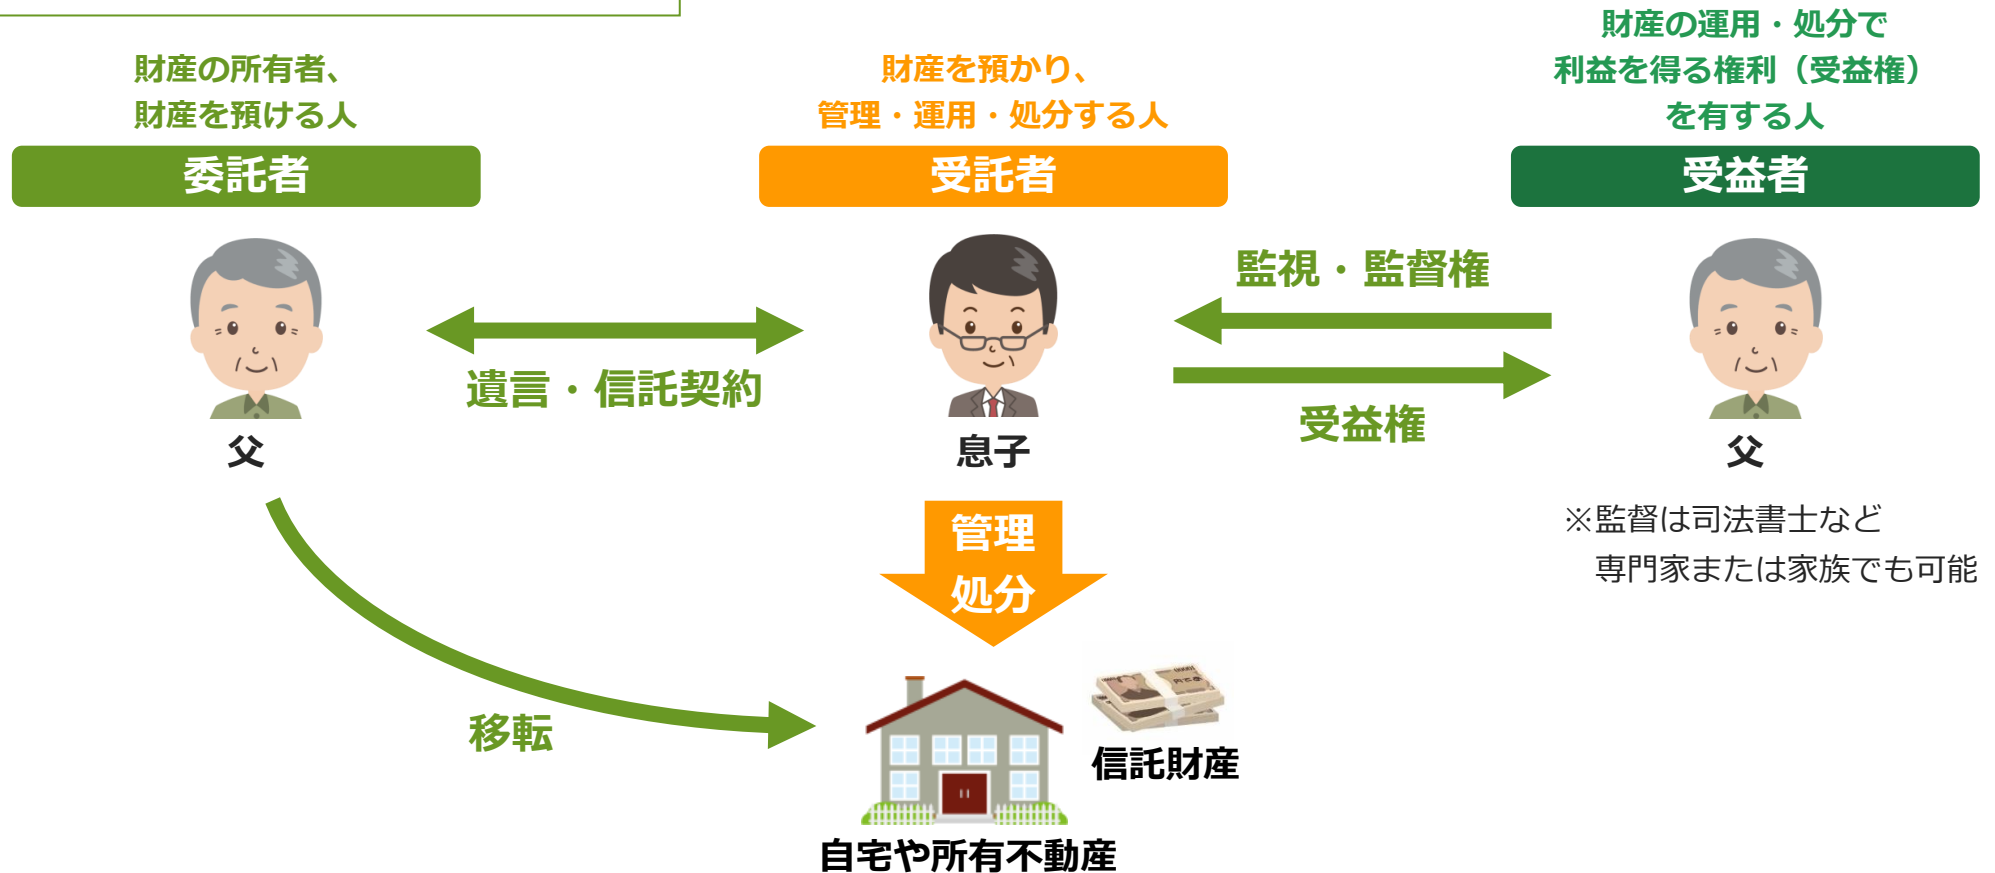 財産の所有者、
財産を預ける人
委託者
父
財産を預かり、
管理・運用・処分する人
受託者
息子
財産の運用・処分で
利益を得る権利（受益権）
を有する人
受益者
父
※監督は司法書士など
専門家または家族でも可能
遺言・信託契約
監視・監督権
受益権
管理
処分
移転
信託財産
自宅や所有不動産